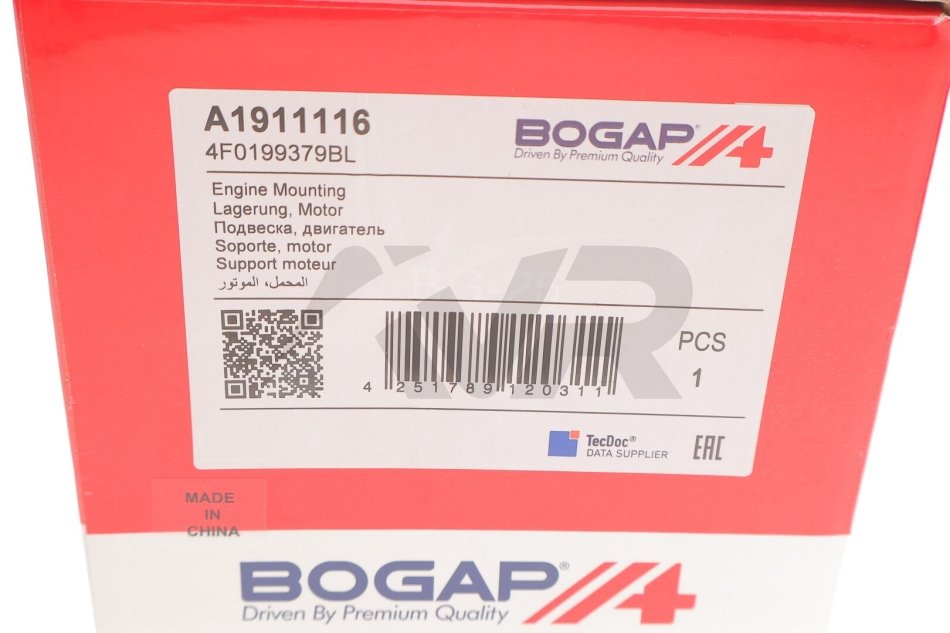 A1911116
4F0199379BL
BOGAP®
Driven By Premium Quality
Engine Mounting
Lagerung, Motor
Подвеска, двигатель
Soporte, motor
Support moteur
المحمل، الموتور
PCS
1
4 251789 120311
TecDoc®
DATA SUPPLIER
EAC
MADE
IN
CHINA
BOGAP®
Driven By Premium Quality